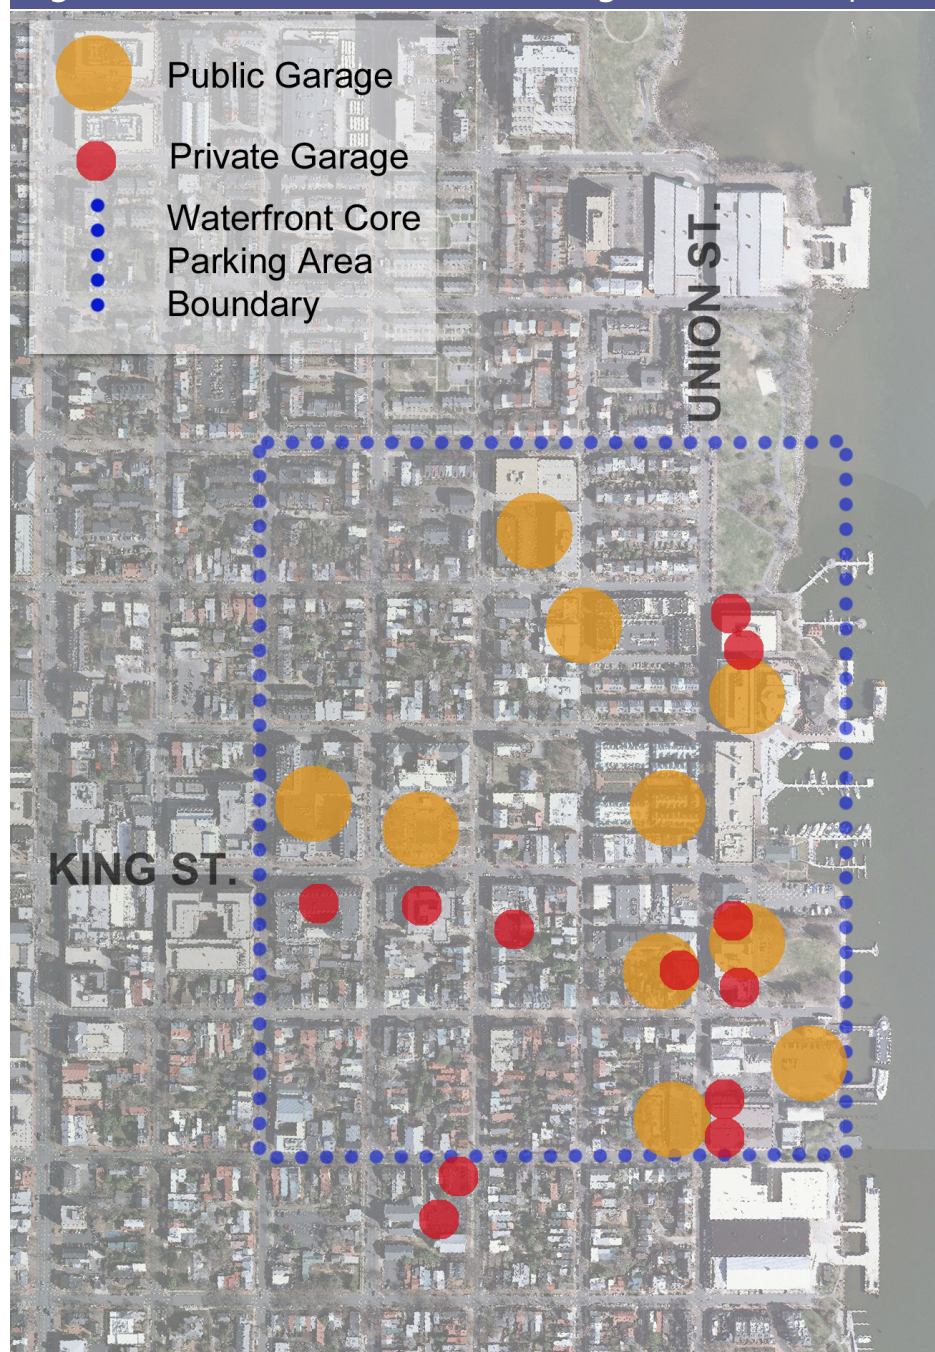 Public Garage
Private Garage
Waterfront Core
Parking Area
Boundary
UNION ST.
KING ST.